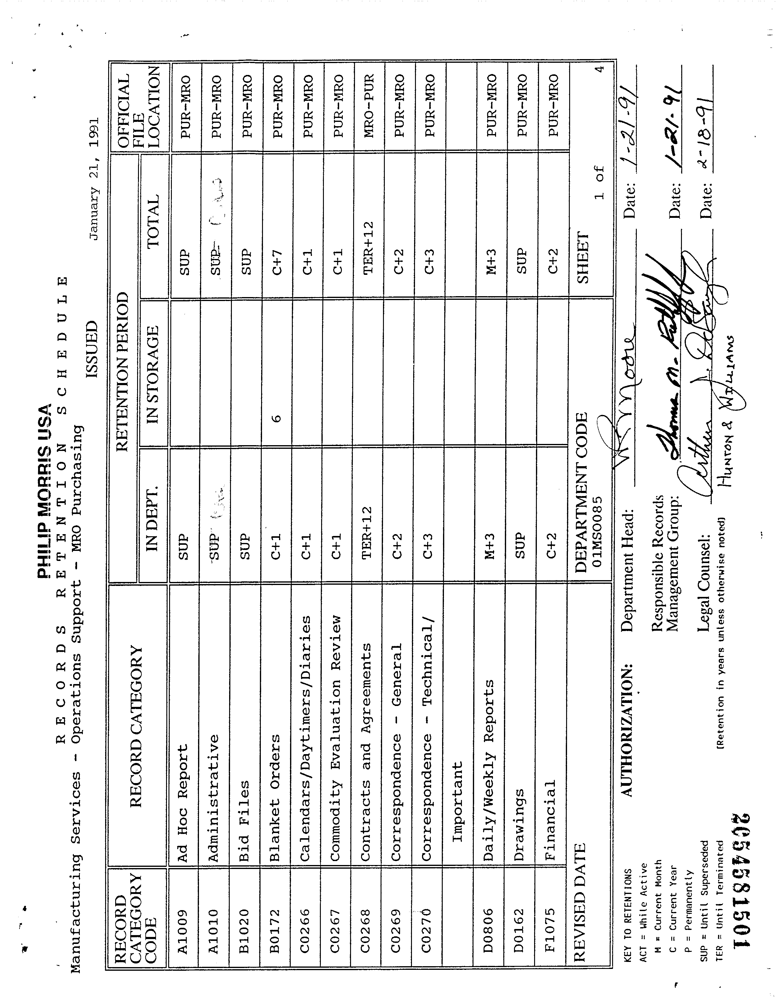 PHILIP MORRIS USA
RECORDS RETENTION SCHEDULE
Manufacturing Services - Operations Support - MRO Purchasing
ISSUED January 21, 1991
RECORD CATEGORY CODE RECORD CATEGORY RETENTION PERIOD OFFICIAL FILE LOCATION
IN DEPT. IN STORAGE TOTAL
A1009 Ad Hoc Report SUP SUP PUR-MRO
A1010 Administrative SUP SUP PUR-MRO
B1020 Bid Files SUP SUP PUR-MRO
B0172 Blanket Orders C+1 6 C+7 PUR-MRO
C0266 Calendars/Daytimers/Diaries C+1 C+1 PUR-MRO
C0267 Commodity Evaluation Review C+1 C+1 PUR-MRO
C0268 Contracts and Agreements TER+12 TER+12 MRO-PUR
C0269 Correspondence - General C+2 C+2 PUR-MRO
C0270 Correspondence - Technical/ C+3 C+3 PUR-MRO
Important
D0806 Daily/Weekly Reports M+3 M+3 PUR-MRO
D0162 Drawings SUP SUP PUR-MRO
F1075 Financial C+2 C+2 PUR-MRO
REVISED DATE DEPARTMENT CODE SHEET
01MS0085 1 of 4
KEY TO RETENTIONS
ACT = While Active
M = Current Month
C = Current Year
P = Permanently
SUP = Until Superseded
TER = Until Terminated
AUTHORIZATION:
Department Head: Moore Date: 1-21-91
Responsible Records
Management Group: Thomas M. Date: 1-21-91
Legal Counsel: Arthur J. Date: 2-18-91
HUNTON & WILLIAMS
[Retention in years unless otherwise noted)
2054581501